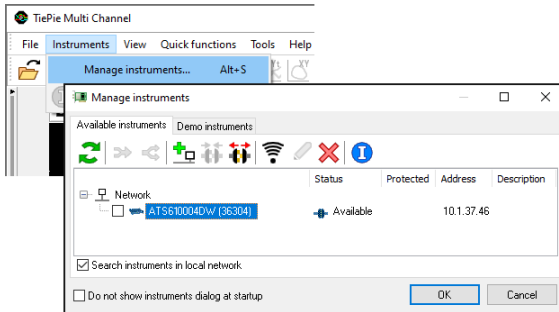 TiePie Multi Channel
File Instruments View Quick functions Tools Help
Manage instruments... Alt+S
Manage instruments
Available instruments Demo instruments
Status Protected Address Description
Network
ATS610004DW (36304) Available 10.1.37.46
Search instruments in local network
Do not show instruments dialog at startup
OK Cancel